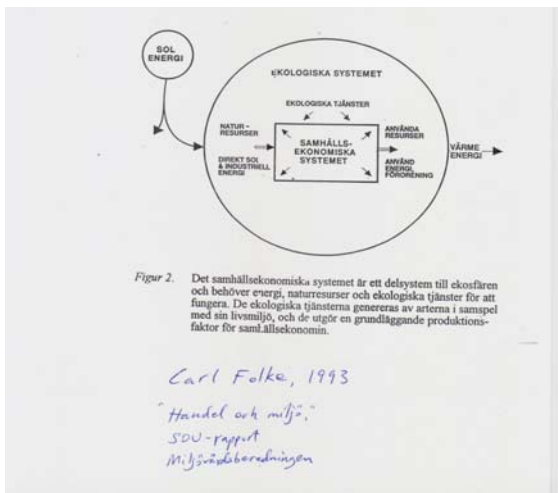 SOL
ENERGI
EKOLOGISKA SYSTEMET
EKOLOGISKA TJÄNSTER
NATUR-
RESURSER
DIREKT SOL
& INDUSTRIELL
ENERGI
SAMHÄLLS-
EKONOMISKA
SYSTEMET
ANVÄNDA
RESURSER
ANVÄND
ENERGI,
FÖRORENING
VÄRME
ENERGI
Figur 2. Det samhällsekonomiska systemet är ett delsystem till ekosfären
och behöver energi, naturresurser och ekologiska tjänster för att
fungera. De ekologiska tjänsterna genereras av arterna i samspel
med sin livsmiljö, och de utgör en grundläggande produktions-
faktor för samhällsekonomin.
Carl Folke, 1993
"Handel och miljö,"
SOU-rapport
Miljövårdsberedningen